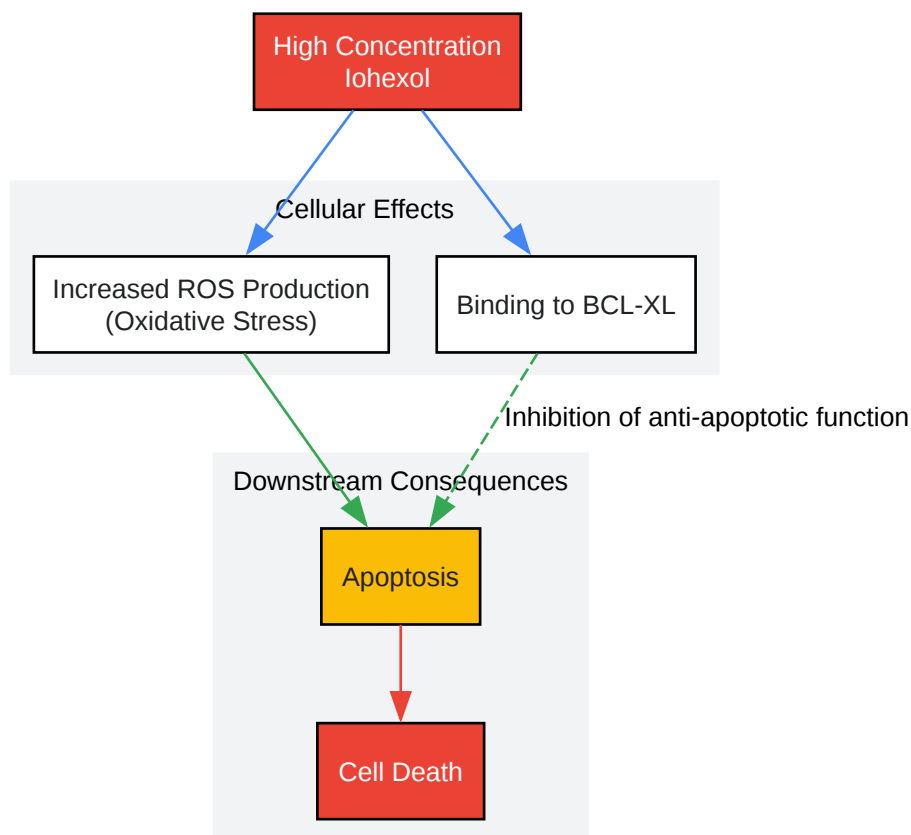 High Concentration
Iohexol
Cellular Effects
Increased ROS Production
(Oxidative Stress)
Binding to BCL-XL
Inhibition of anti-apoptotic function
Downstream Consequences
Apoptosis
Cell Death